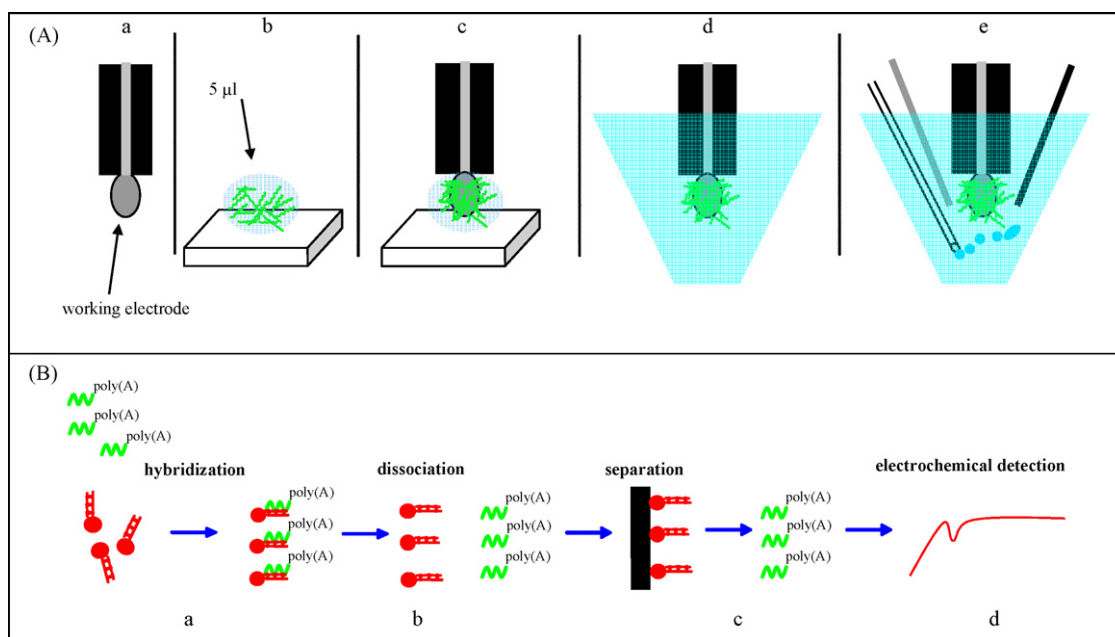 (A)
a
b
c
d
e
5 µl
working electrode
(B)
poly(A)
poly(A)
poly(A)
hybridization
dissociation
separation
electrochemical detection
poly(A)
poly(A)
poly(A)
poly(A)
poly(A)
poly(A)
poly(A)
poly(A)
poly(A)
a
b
c
d